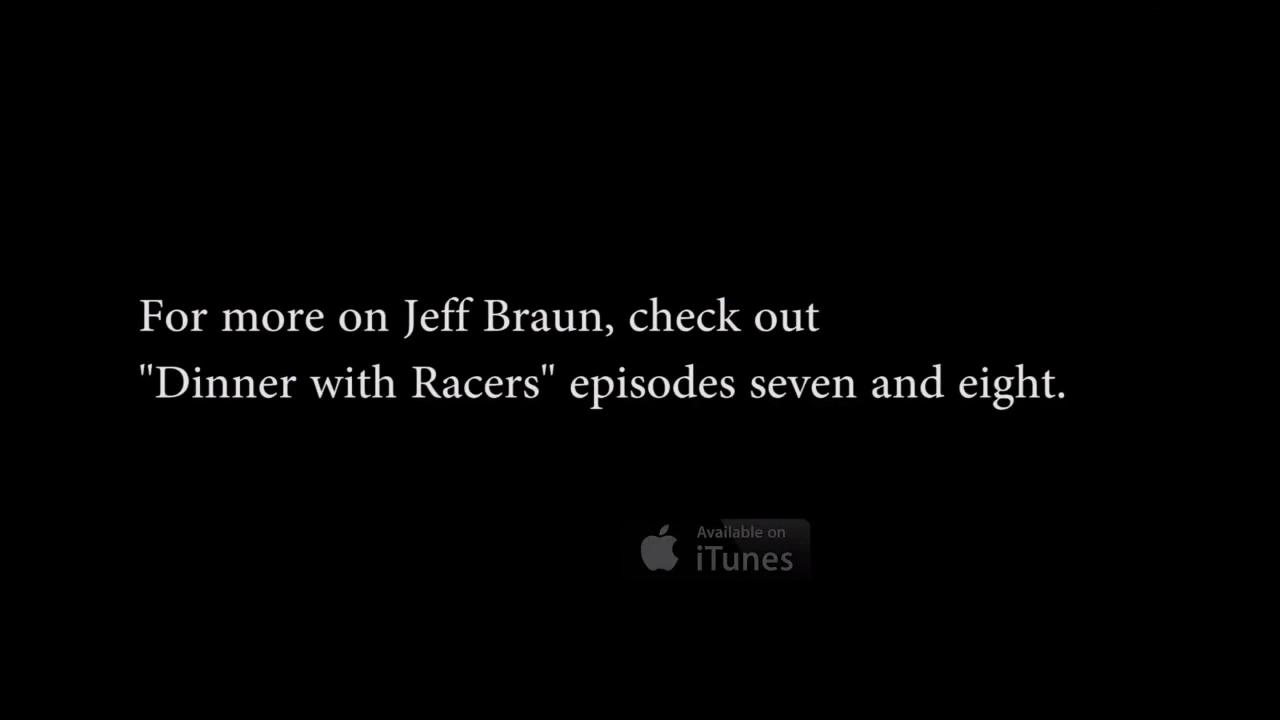 For more on Jeff Braun, check out
"Dinner with Racers" episodes seven and eight.
Available on
iTunes